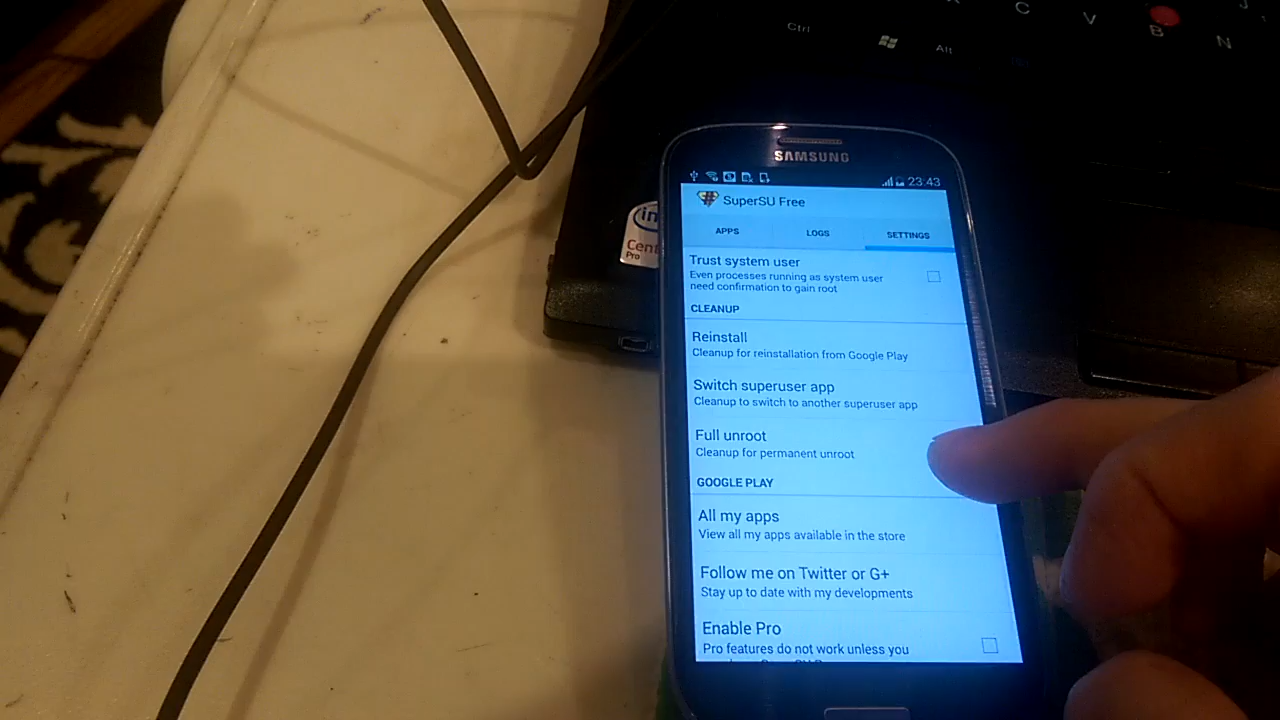 C
V
B
N
Ctrl
Alt
SAMSUNG
23:43
SuperSU Free
APPS
LOGS
SETTINGS
Trust system user
Even processes running as system user
need confirmation to gain root
CLEANUP
Reinstall
Cleanup for reinstallation from Google Play
Switch superuser app
Cleanup to switch to another superuser app
Full unroot
Cleanup for permanent unroot
GOOGLE PLAY
All my apps
View all my apps available in the store
Follow me on Twitter or G+
Stay up to date with my developments
Enable Pro
Pro features do not work unless you
in
Cent
Pro